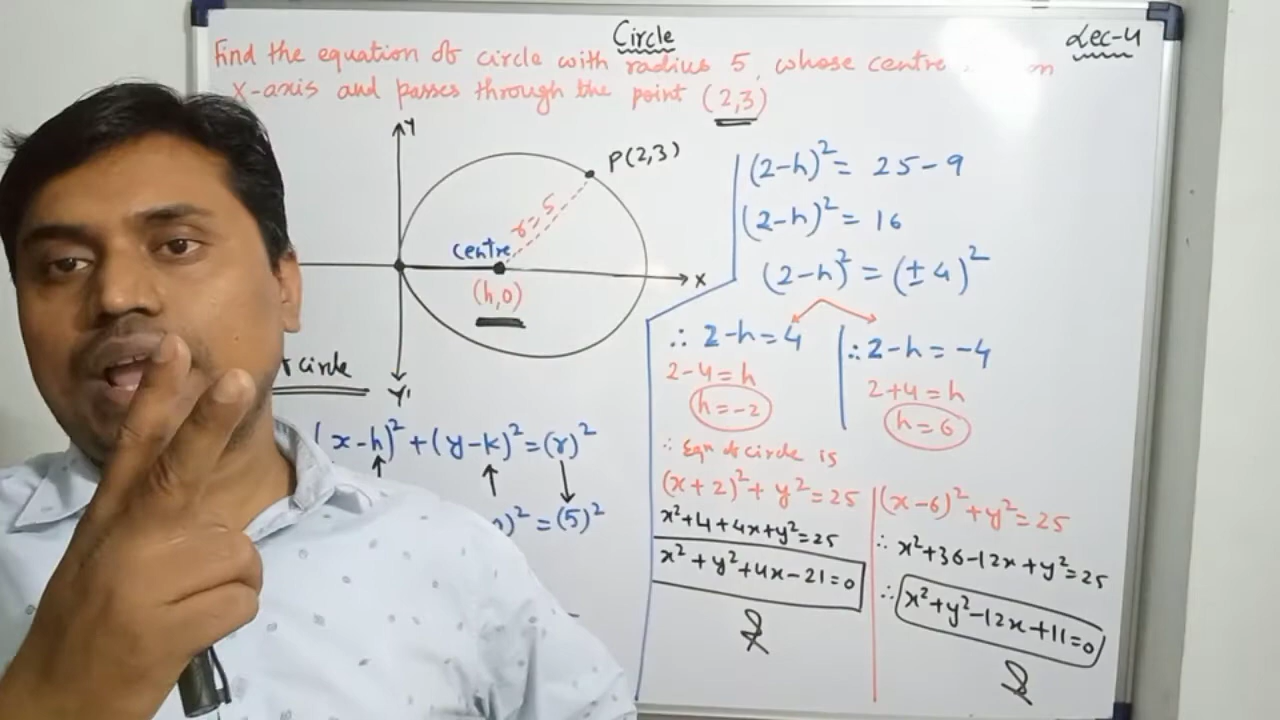 Circle
Lec-4
Find the equation of circle with radius 5, whose centre on
X-axis and passes through the point (2,3)
Y
P(2,3)
r=5
centre
X
(h,0)
Y'
circle
(x-h)²+(y-k)²=(r)²
)²=(5)²
(2-h)²= 25-9
(2-h)²= 16
(2-h)²=(±4)²
∴ 2-h=4
2-4=h
h=-2
∴ 2-h=-4
2+4=h
h=6
∴ Eqn of circle is
(x+2)²+y²=25
x²+4+4x+y²=25
x²+y²+4x-21=0
(x-6)²+y²=25
∴ x²+36-12x+y²=25
∴ x²+y²-12x+11=0